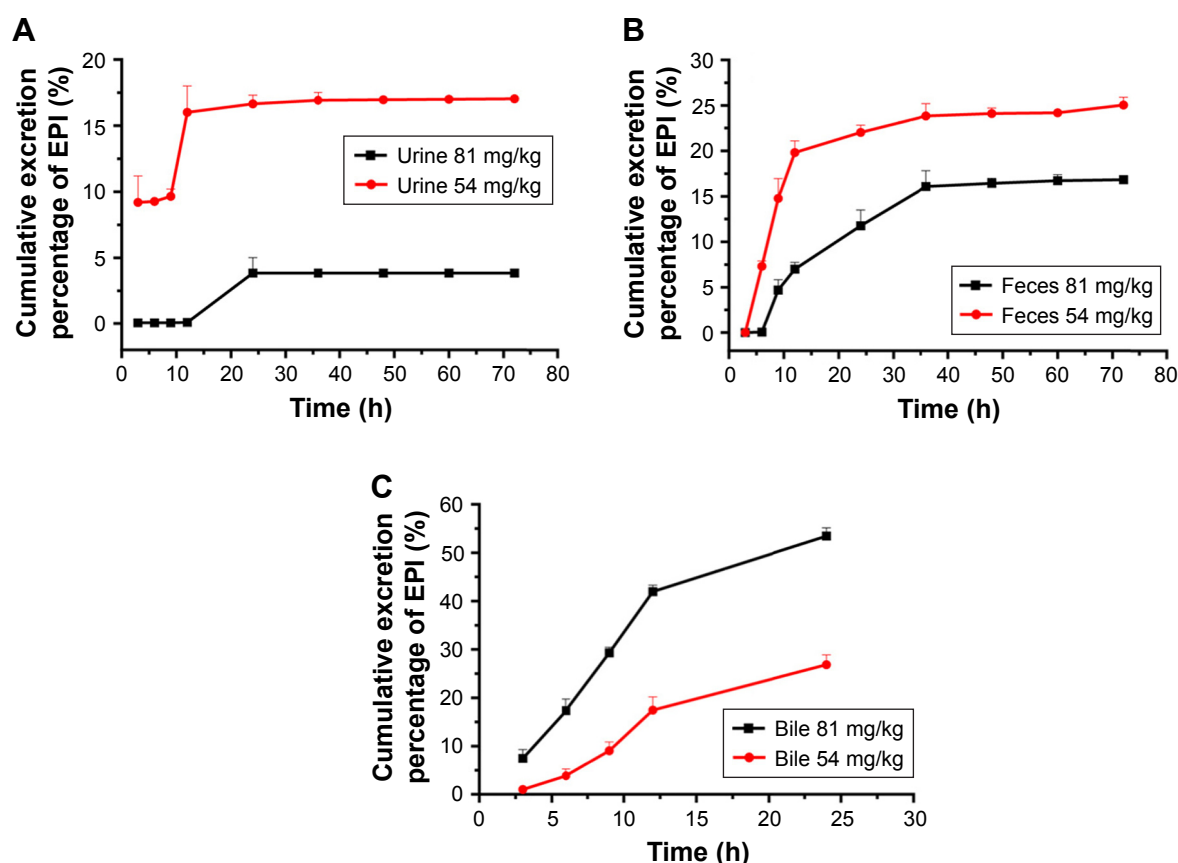 A
Cumulative excretion
percentage of EPI (%)
20
15
10
5
0
0 10 20 30 40 50 60 70 80
Time (h)
Urine 81 mg/kg
Urine 54 mg/kg
B
Cumulative excretion
percentage of EPI (%)
30
25
20
15
10
5
0
0 10 20 30 40 50 60 70 80
Time (h)
Feces 81 mg/kg
Feces 54 mg/kg
C
Cumulative excretion
percentage of EPI (%)
60
50
40
30
20
10
0
0 5 10 15 20 25 30
Time (h)
Bile 81 mg/kg
Bile 54 mg/kg